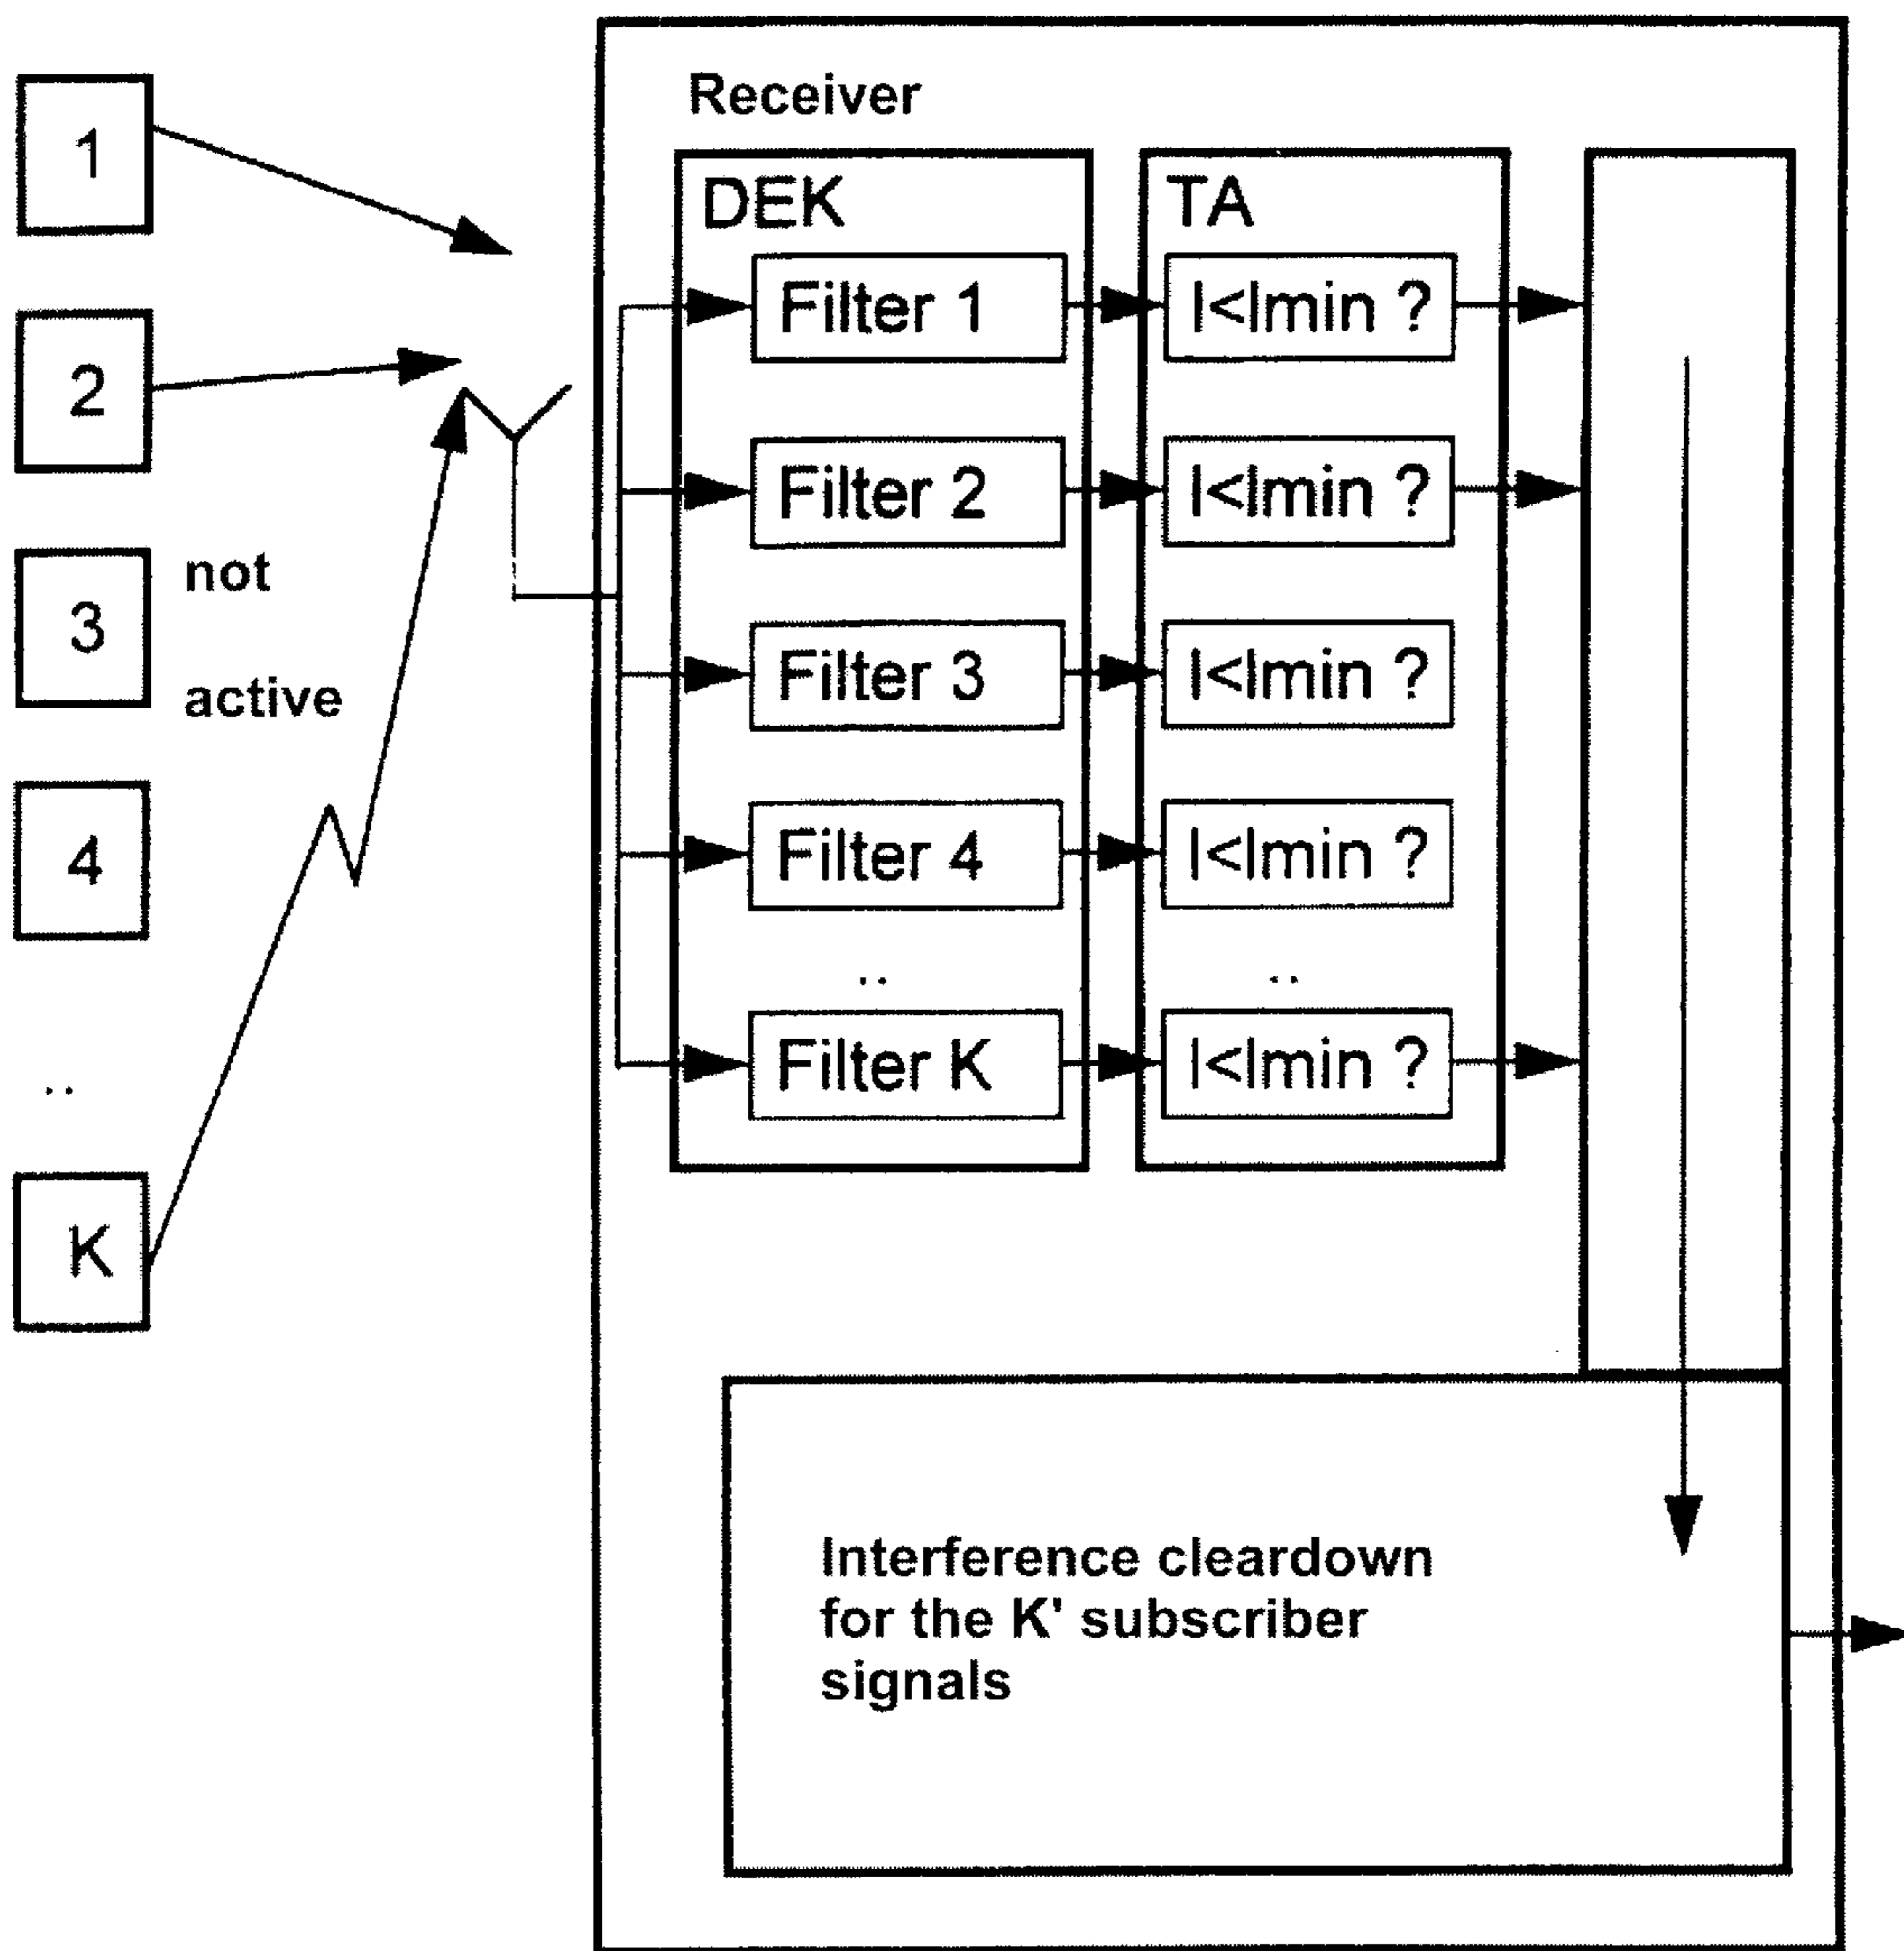 Receiver
1
2
3
not
active
4
..
K
DEK
Filter 1
Filter 2
Filter 3
Filter 4
..
Filter K
TA
I<Imin ?
I<Imin ?
I<Imin ?
I<Imin ?
..
I<Imin ?
Interference cleardown
for the K' subscriber
signals